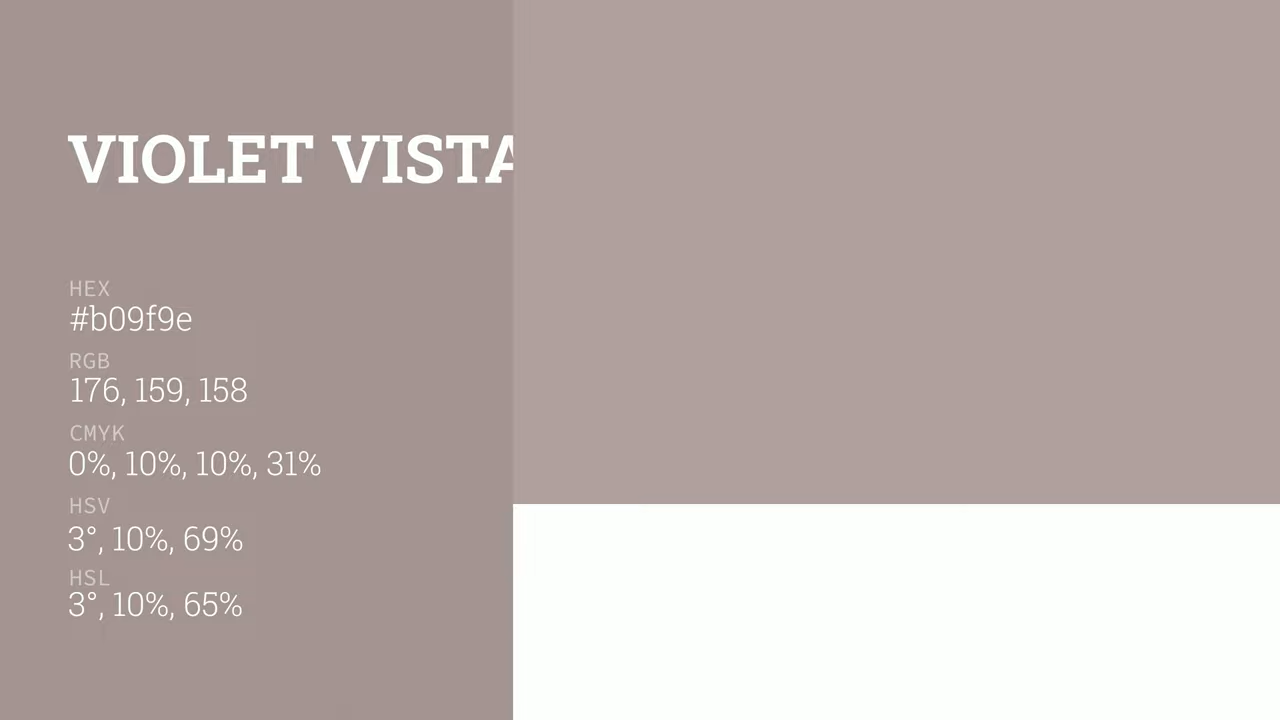 VIOLET VISTA
HEX
#b09f9e
RGB
176, 159, 158
CMYK
0%, 10%, 10%, 31%
HSV
3°, 10%, 69%
HSL
3°, 10%, 65%